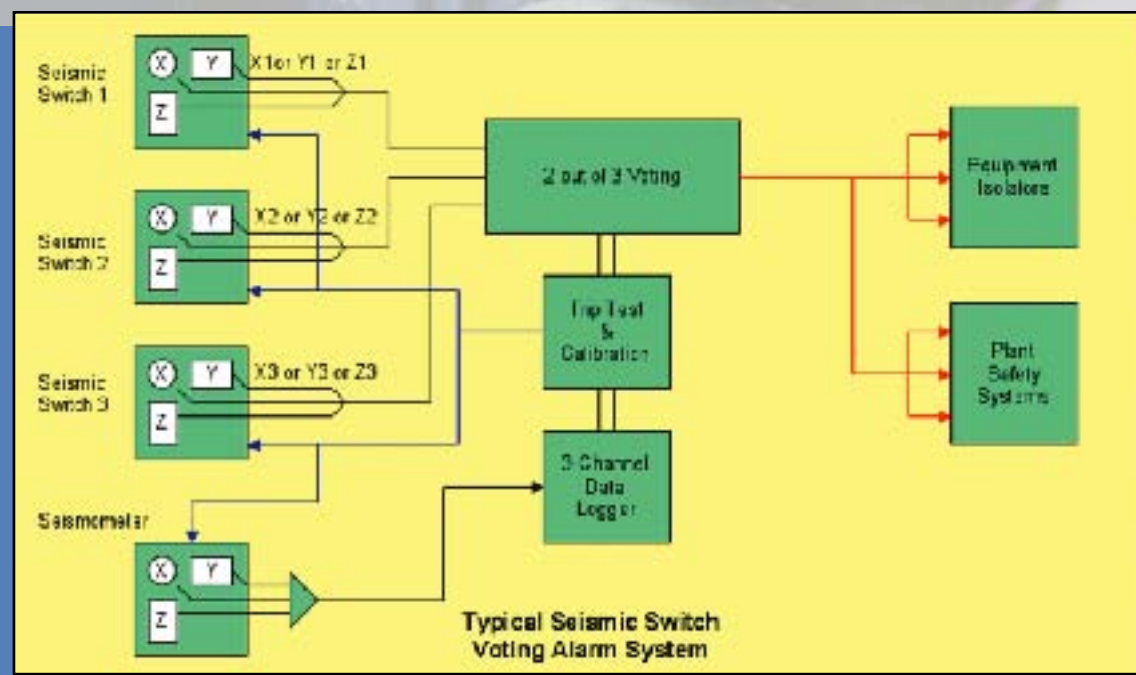 Seismic
Switch 1
X
Y
Z
X1or Y1 or Z1
Seismic
Switch 2
X
Y
Z
X2 or Y2 or Z2
Seismic
Switch 3
X
Y
Z
X3 or Y3 or Z3
Seismometer
X
Y
Z
2 out of 3 Voting
Trip Test
&
Calibration
3-Channel
Data
Logger
Equipment
Isolators
Plant
Safety
Systems
Typical Seismic Switch
Voting Alarm System